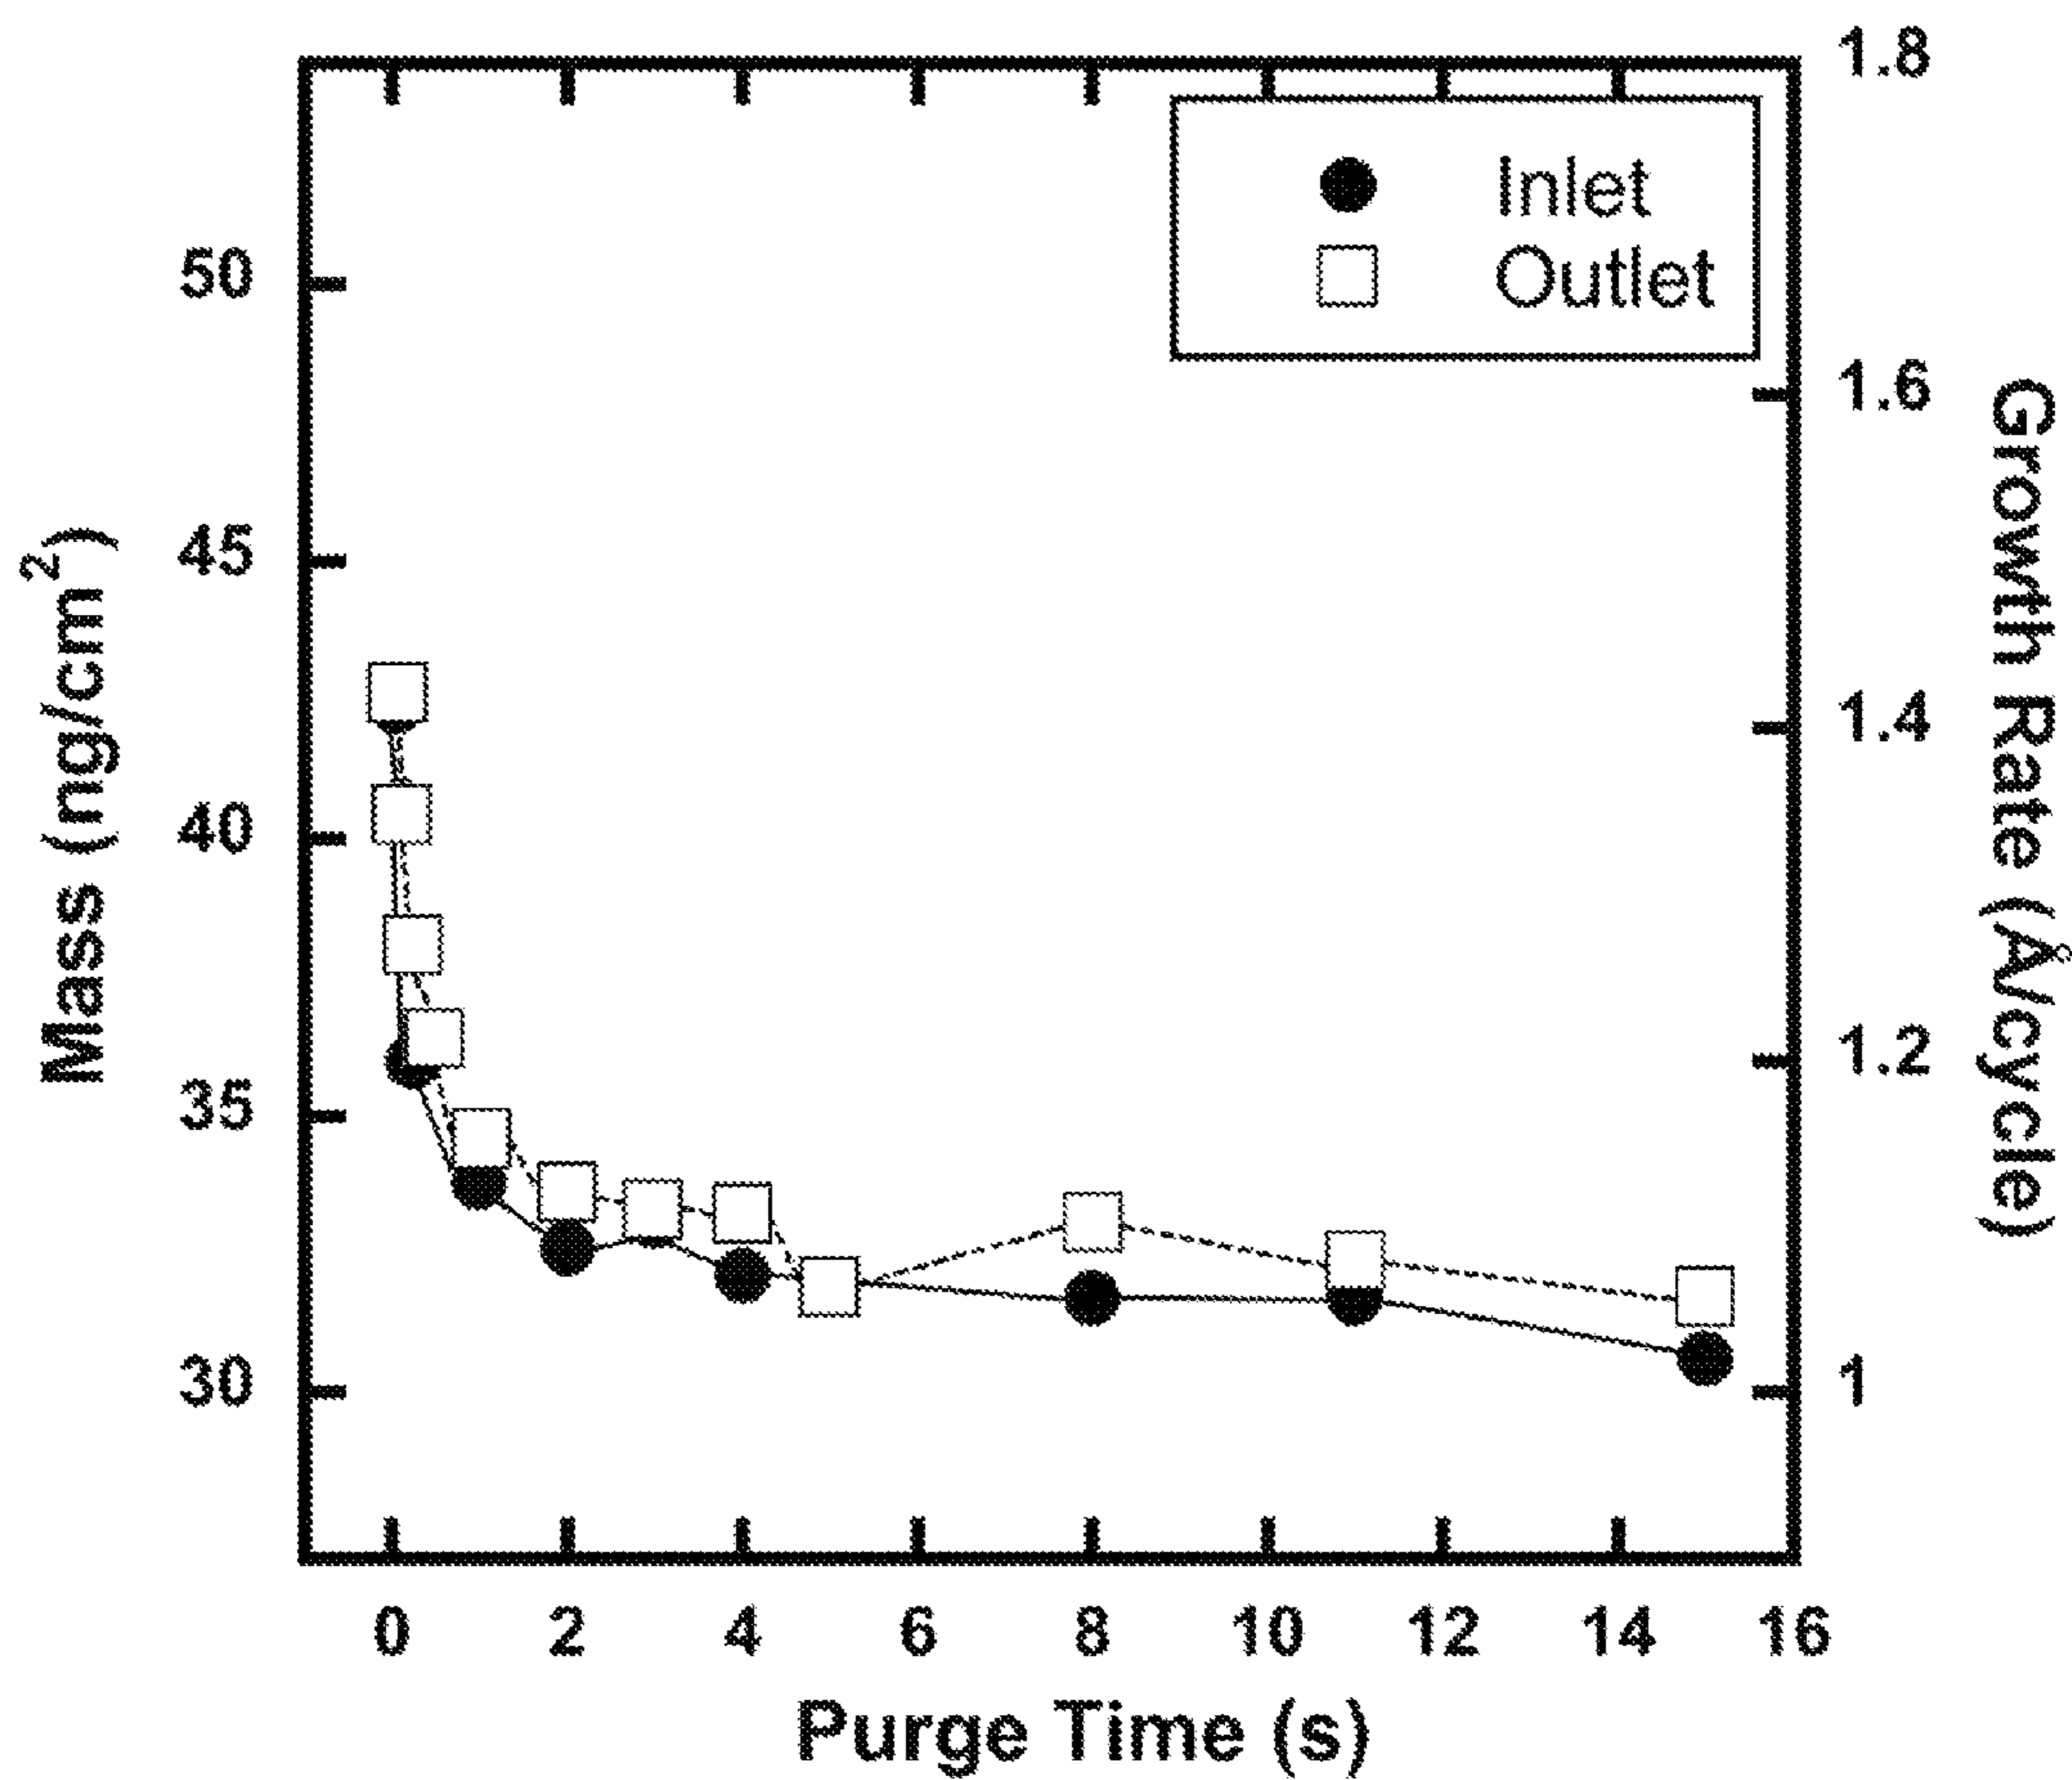 Mass (ng/cm²)
50
45
40
35
30
Inlet
Outlet
1.8
1.6
1.4
1.2
1
Growth Rate (Å/cycle)
0 2 4 6 8 10 12 14 16
Purge Time (s)